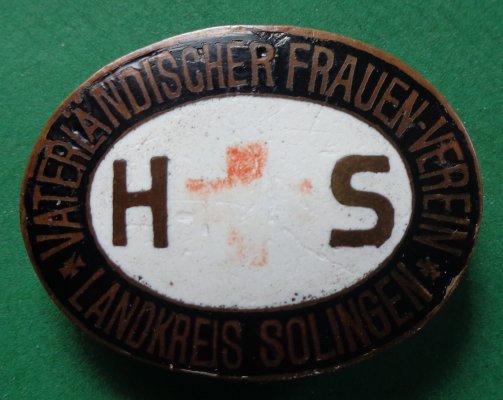 VATERLÄNDISCHER FRAUEN-VEREIN
H S
LANDKREIS SOLINGEN